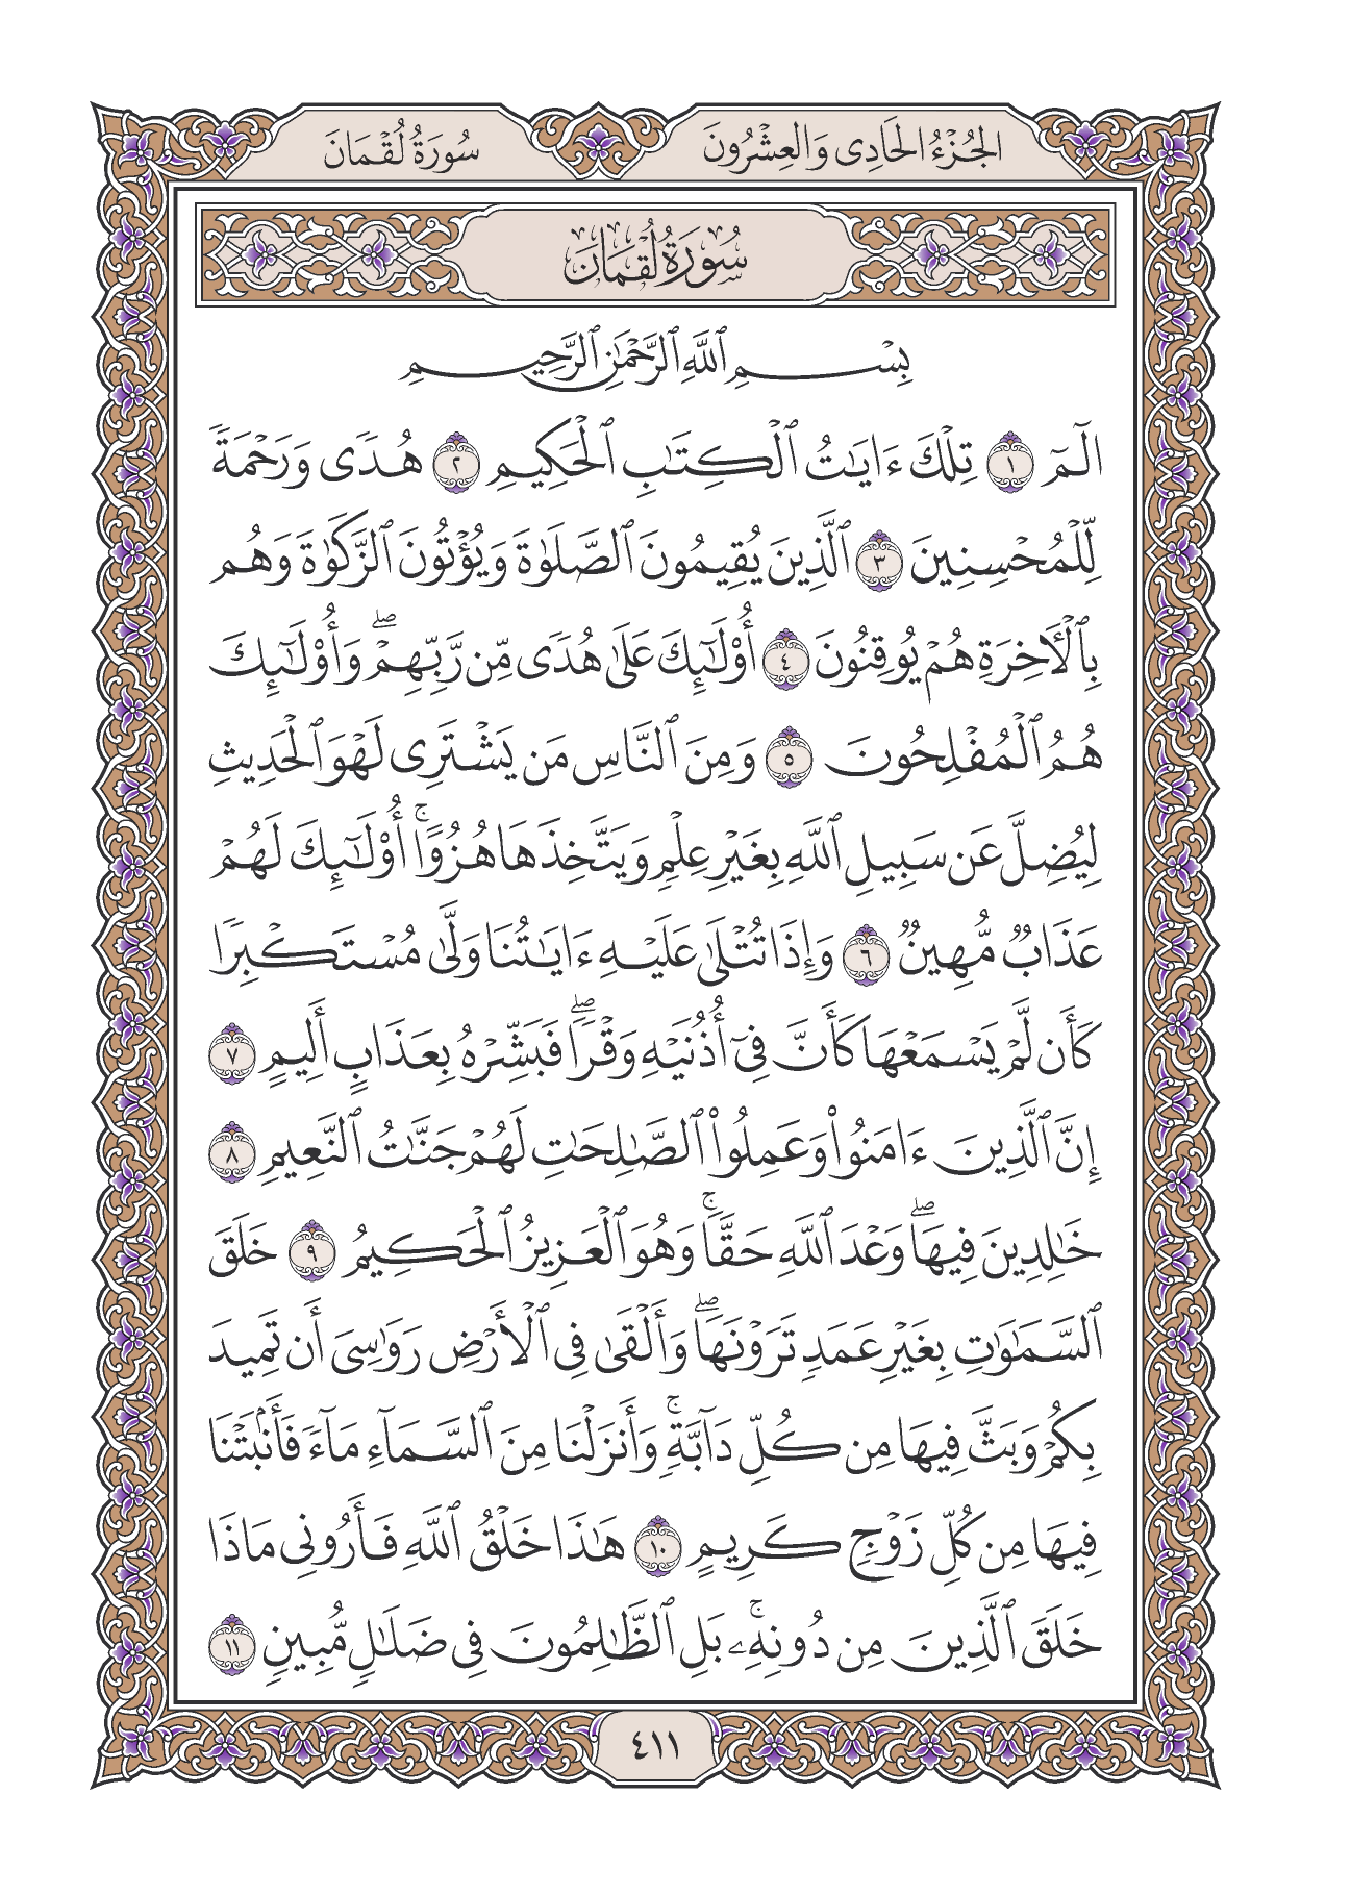 الجُزْءُ الحَادِى وَالعِشْرُونَ
سُورَةُ لُقْمَانَ
سُورَةُ لُقْمَانَ
بِسْمِ ٱللَّهِ ٱلرَّحْمَٰنِ ٱلرَّحِيمِ
الٓمٓ ١ تِلْكَ ءَايَٰتُ ٱلْكِتَٰبِ ٱلْحَكِيمِ ٢ هُدًى وَرَحْمَةً
لِّلْمُحْسِنِينَ ٣ ٱلَّذِينَ يُقِيمُونَ ٱلصَّلَوٰةَ وَيُؤْتُونَ ٱلزَّكَوٰةَ وَهُم
بِٱلْأٓخِرَةِ هُمْ يُوقِنُونَ ٤ أُوْلَٰٓئِكَ عَلَىٰ هُدًى مِّن رَّبِّهِمْۖ وَأُوْلَٰٓئِكَ
هُمُ ٱلْمُفْلِحُونَ ٥ وَمِنَ ٱلنَّاسِ مَن يَشْتَرِى لَهْوَ ٱلْحَدِيثِ
لِيُضِلَّ عَن سَبِيلِ ٱللَّهِ بِغَيْرِ عِلْمٍ وَيَتَّخِذَهَا هُزُوًاۚ أُوْلَٰٓئِكَ لَهُمْ
عَذَابٌ مُّهِينٌ ٦ وَإِذَا تُتْلَىٰ عَلَيْهِ ءَايَٰتُنَا وَلَّىٰ مُسْتَكْبِرًا
كَأَن لَّمْ يَسْمَعْهَا كَأَنَّ فِىٓ أُذُنَيْهِ وَقْرًاۖ فَبَشِّرْهُ بِعَذَابٍ أَلِيمٍ ٧
إِنَّ ٱلَّذِينَ ءَامَنُوا۟ وَعَمِلُوا۟ ٱلصَّٰلِحَٰتِ لَهُمْ جَنَّٰتُ ٱلنَّعِيمِ ٨
خَٰلِدِينَ فِيهَاۖ وَعْدَ ٱللَّهِ حَقًّاۚ وَهُوَ ٱلْعَزِيزُ ٱلْحَكِيمُ ٩ خَلَقَ
ٱلسَّمَٰوَٰتِ بِغَيْرِ عَمَدٍ تَرَوْنَهَاۖ وَأَلْقَىٰ فِى ٱلْأَرْضِ رَوَٰسِىَ أَن تَمِيدَ
بِكُمْ وَبَثَّ فِيهَا مِن كُلِّ دَآبَّةٍۚ وَأَنزَلْنَا مِنَ ٱلسَّمَآءِ مَآءً فَأَنۢبَتْنَا
فِيهَا مِن كُلِّ زَوْجٍ كَرِيمٍ ١٠ هَٰذَا خَلْقُ ٱللَّهِ فَأَرُونِى مَاذَا
خَلَقَ ٱلَّذِينَ مِن دُونِهِۦۚ بَلِ ٱلظَّٰلِمُونَ فِى ضَلَٰلٍ مُّبِينٍ ١١
٤١١